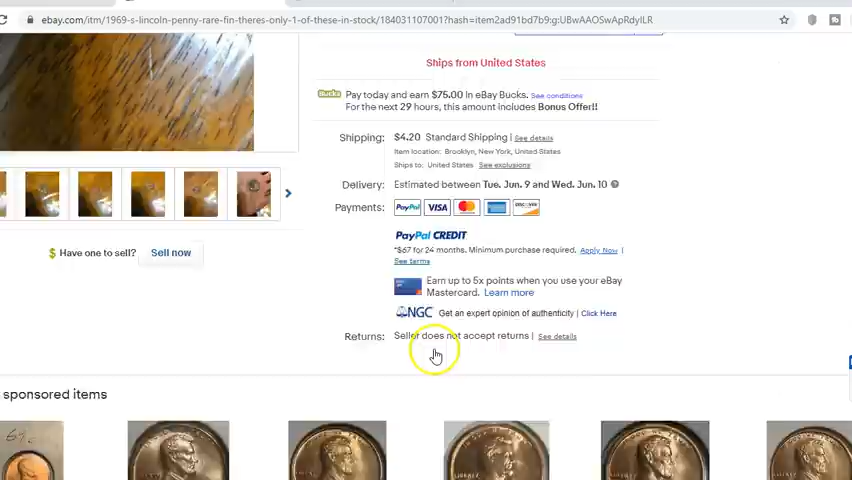 ebay.com/itm/1969-s-lincoln-penny-rare-fin-theres-only-1-of-these-in-stock/184031107001?hash=item2ad91bd7b9:g:UBwAAOSwApRdyILR
Ships from United States
Bucks Pay today and earn $75.00 in eBay Bucks. See conditions
For the next 29 hours, this amount includes Bonus Offer!!
Shipping: $4.20 Standard Shipping | See details
Item location: Brooklyn, New York, United States
Ships to: United States See exclusions
Delivery: Estimated between Tue. Jun. 9 and Wed. Jun. 10
Payments: PayPal VISA
PayPal CREDIT
*$67 for 24 months. Minimum purchase required. Apply Now |
See terms
$ Have one to sell? Sell now
Earn up to 5x points when you use your eBay
Mastercard. Learn more
NGC Get an expert opinion of authenticity | Click Here
Returns: Seller does not accept returns | See details
sponsored items